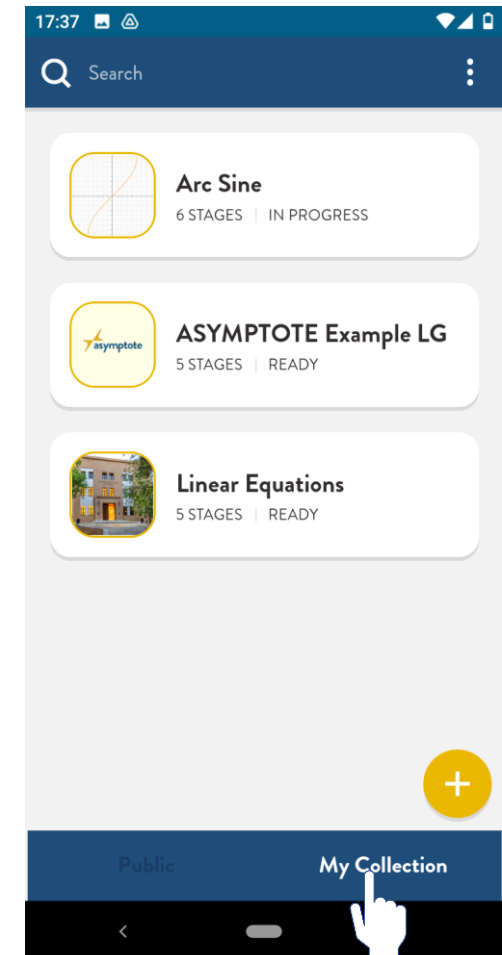 17:37
Search
Arc Sine
6 STAGES | IN PROGRESS
asymptote
ASYMPTOTE Example LG
5 STAGES | READY
Linear Equations
5 STAGES | READY
Public
My Collection